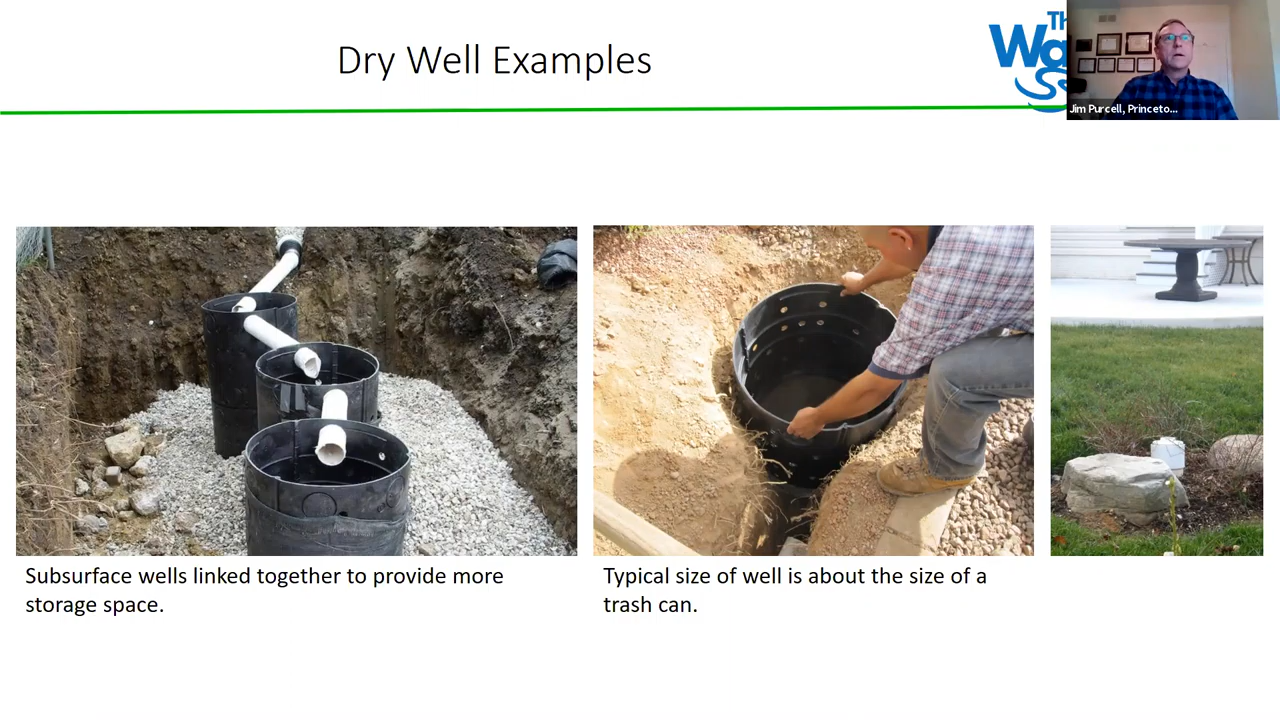 Dry Well Examples
Jim Purcell, Princeto...
Subsurface wells linked together to provide more
storage space.
Typical size of well is about the size of a
trash can.